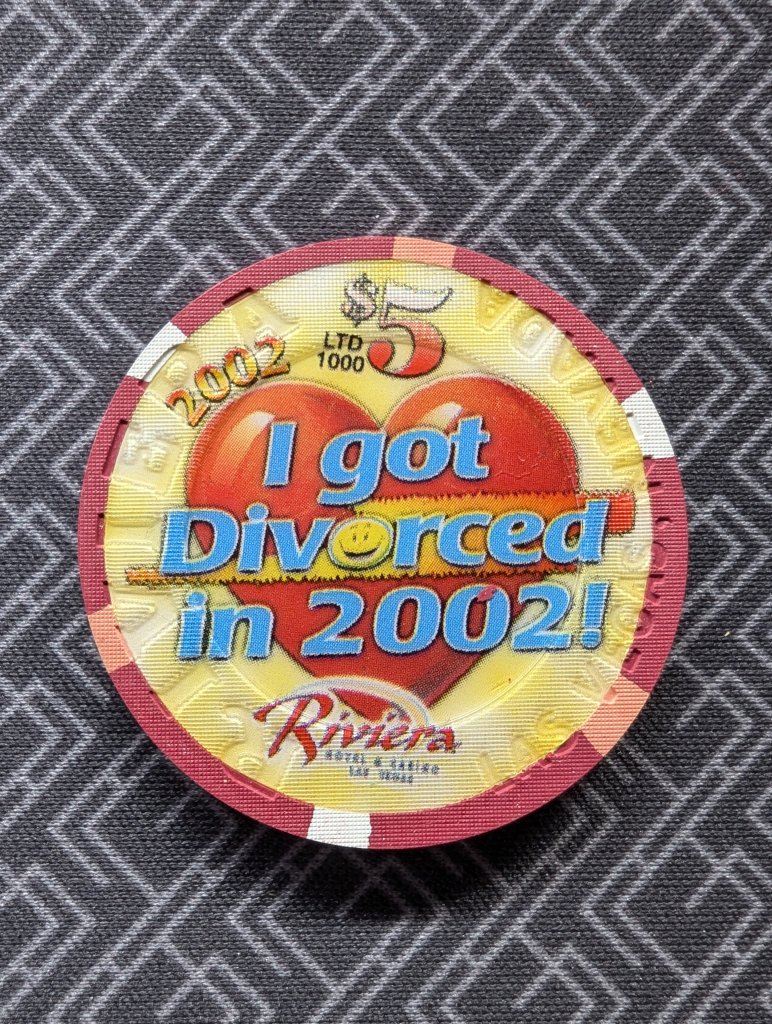 $5
LTD
1000
2002
I got
Divorced
in 2002!
Riviera
HOTEL & CASINO
LAS VEGAS